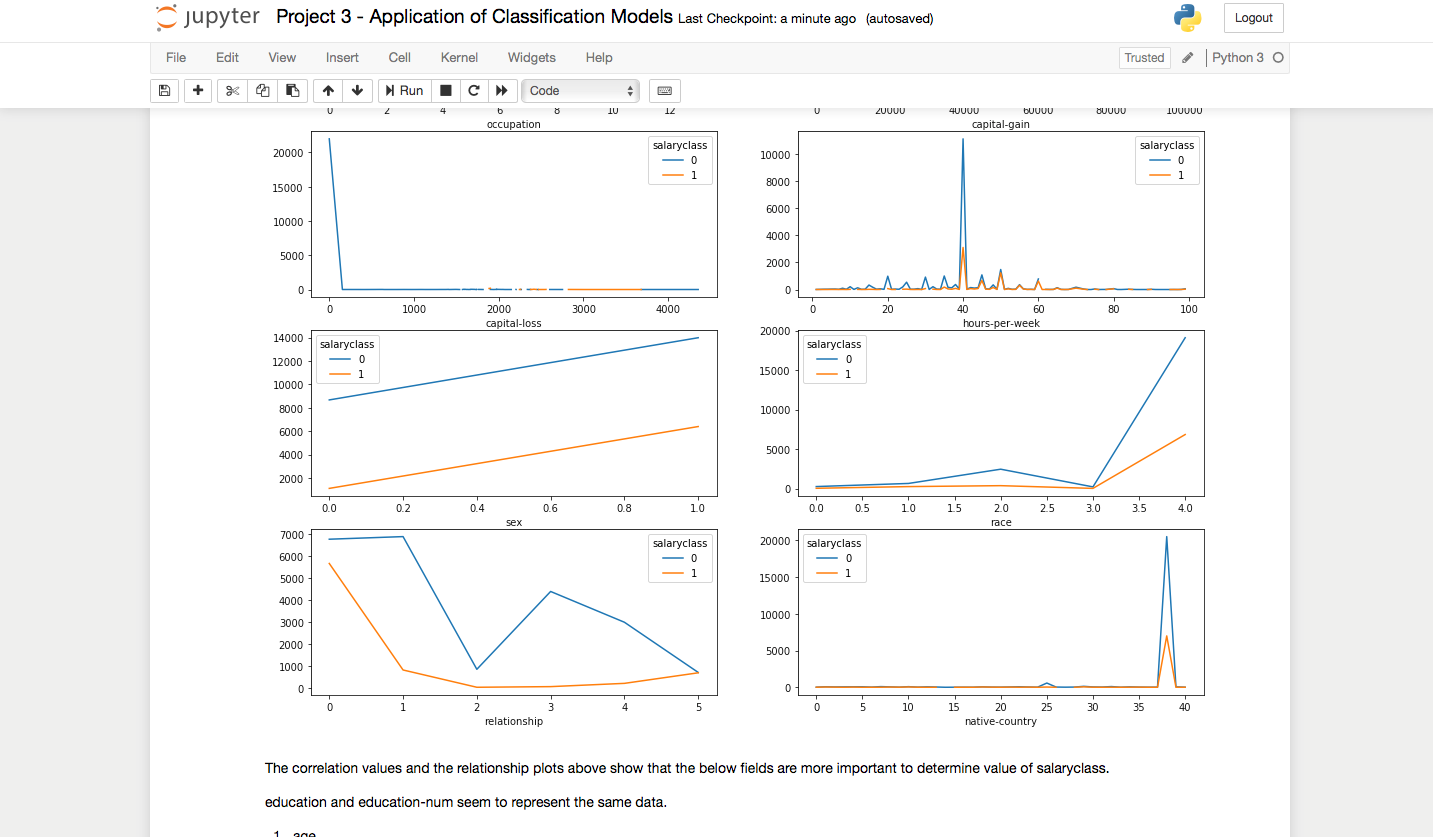 jupyter Project 3 - Application of Classification Models Last Checkpoint: a minute ago (autosaved) Logout
File Edit View Insert Cell Kernel Widgets Help Trusted Python 3
Run Code
0 2 4 6 8 10 12
occupation
0 20000 40000 60000 80000 100000
capital-gain
20000
15000
10000
5000
0
salaryclass
0
1
0 1000 2000 3000 4000
capital-loss
10000
8000
6000
4000
2000
0
salaryclass
0
1
0 20 40 60 80 100
hours-per-week
14000
12000
10000
8000
6000
4000
2000
salaryclass
0
1
0.0 0.2 0.4 0.6 0.8 1.0
sex
20000
15000
10000
5000
0
salaryclass
0
1
0.0 0.5 1.0 1.5 2.0 2.5 3.0 3.5 4.0
race
7000
6000
5000
4000
3000
2000
1000
0
salaryclass
0
1
0 1 2 3 4 5
relationship
20000
15000
10000
5000
0
salaryclass
0
1
0 5 10 15 20 25 30 35 40
native-country
The correlation values and the relationship plots above show that the below fields are more important to determine value of salaryclass.
education and education-num seem to represent the same data.
1. age